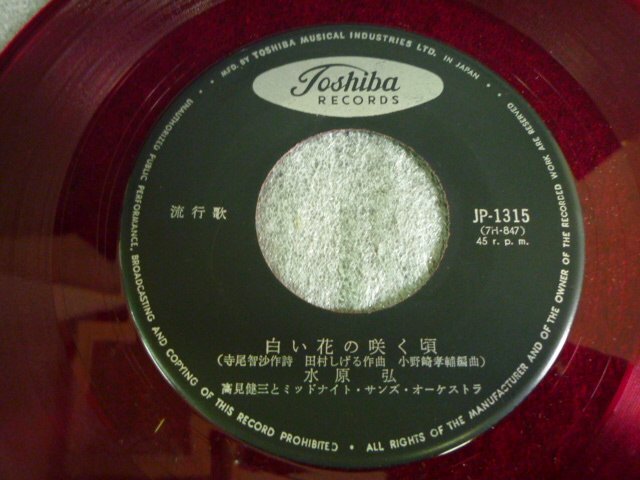 MFD. BY TOSHIBA MUSICAL INDUSTRIES LTD. IN JAPAN.
Toshiba
RECORDS
流行歌
JP-1315
(7H-847)
45 r.p.m.
白い花の咲く頃
(寺尾智沙作詩 田村しげる作曲 小野崎孝輔編曲)
水原弘
高見健三とミッドナイト・サンズ・オーケストラ
UNAUTHORIZED PUBLIC PERFORMANCE, BROADCASTING AND COPYING OF THIS RECORD PROHIBITED • ALL RIGHTS OF THE MANUFACTURER AND OF THE OWNER OF THE RECORDED WORK ARE RESERVED